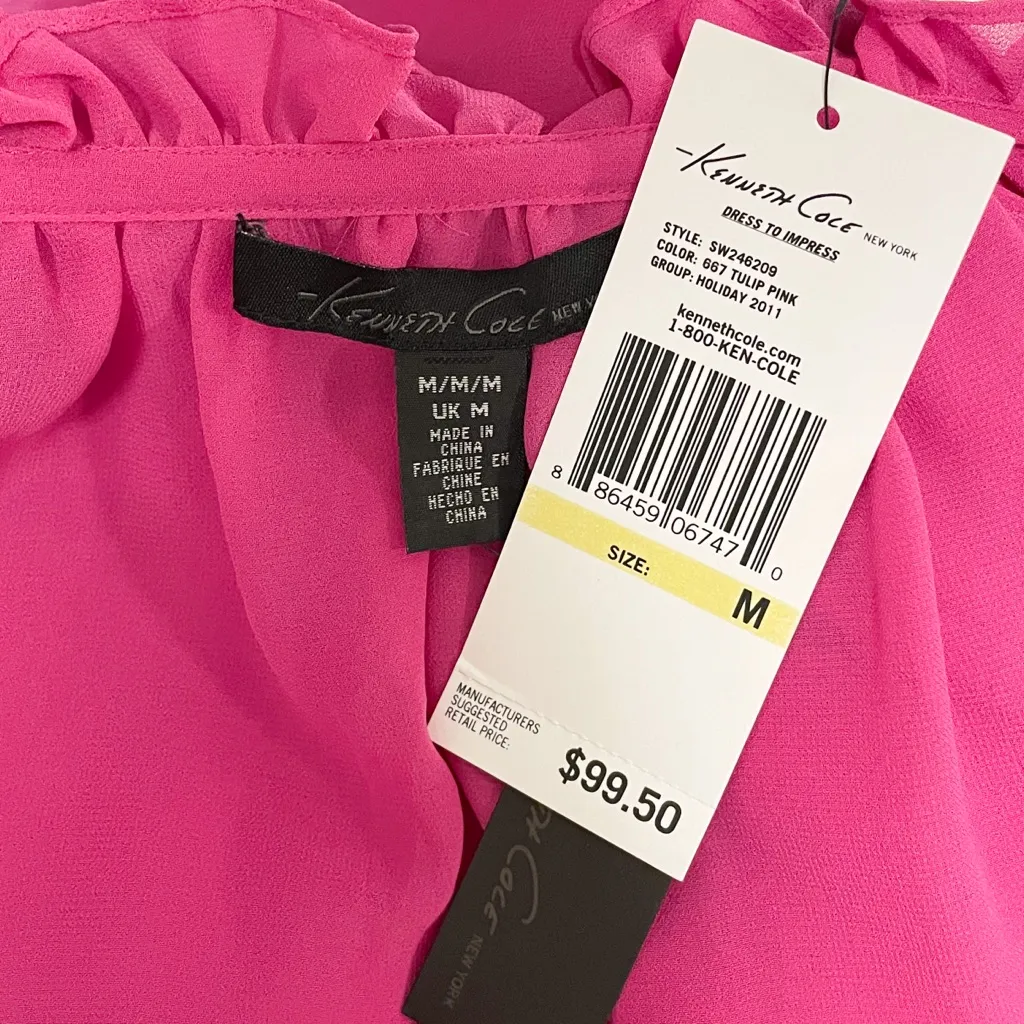 Kenneth Cole NEW YORK
DRESS TO IMPRESS
STYLE: SW246209
COLOR: 667 TULIP PINK
GROUP: HOLIDAY 2011
kennethcole.com
1-800-KEN-COLE
8 86459 06747 0
SIZE:
M
MANUFACTURERS
SUGGESTED
RETAIL PRICE:
$99.50
Kenneth Cole NEW Y
M/M/M
UK M
MADE IN
CHINA
FABRIQUE EN
CHINE
HECHO EN
CHINA
Cole NEW YORK